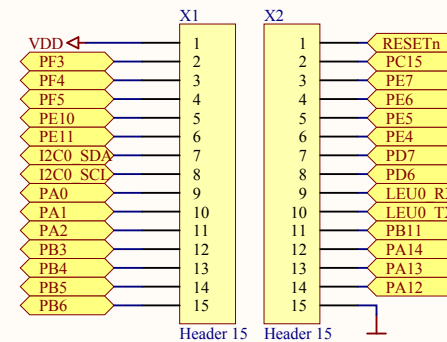 X1 X2
VDD 1 1 RESETn
PF3 2 2 PC15
PF4 3 3 PE7
PF5 4 4 PE6
PE10 5 5 PE5
PE11 6 6 PE4
I2C0_SDA 7 7 PD7
I2C0_SCL 8 8 PD6
PA0 9 9 LEU0_RX
PA1 10 10 LEU0_TX
PA2 11 11 PB11
PB3 12 12 PA14
PB4 13 13 PA13
PB5 14 14 PA12
PB6 15 15
Header 15 Header 15